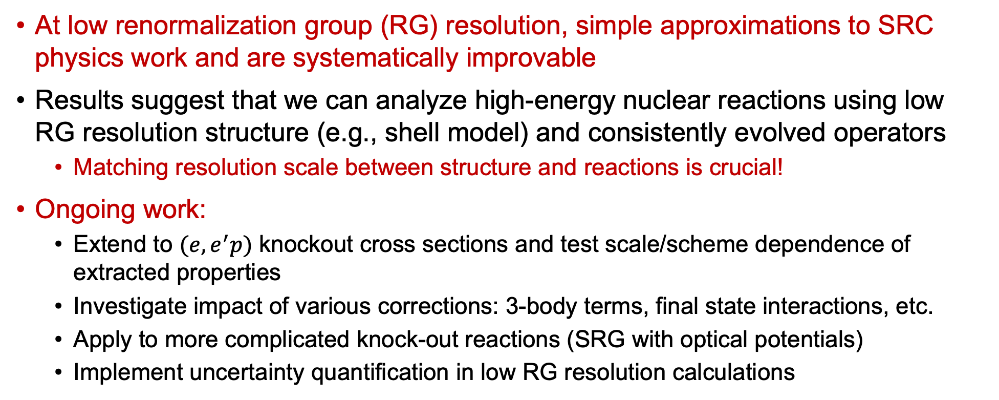 • At low renormalization group (RG) resolution, simple approximations to SRC
physics work and are systematically improvable
• Results suggest that we can analyze high-energy nuclear reactions using low
RG resolution structure (e.g., shell model) and consistently evolved operators
• Matching resolution scale between structure and reactions is crucial!
• Ongoing work:
• Extend to (e, e′p) knockout cross sections and test scale/scheme dependence of
extracted properties
• Investigate impact of various corrections: 3-body terms, final state interactions, etc.
• Apply to more complicated knock-out reactions (SRG with optical potentials)
• Implement uncertainty quantification in low RG resolution calculations